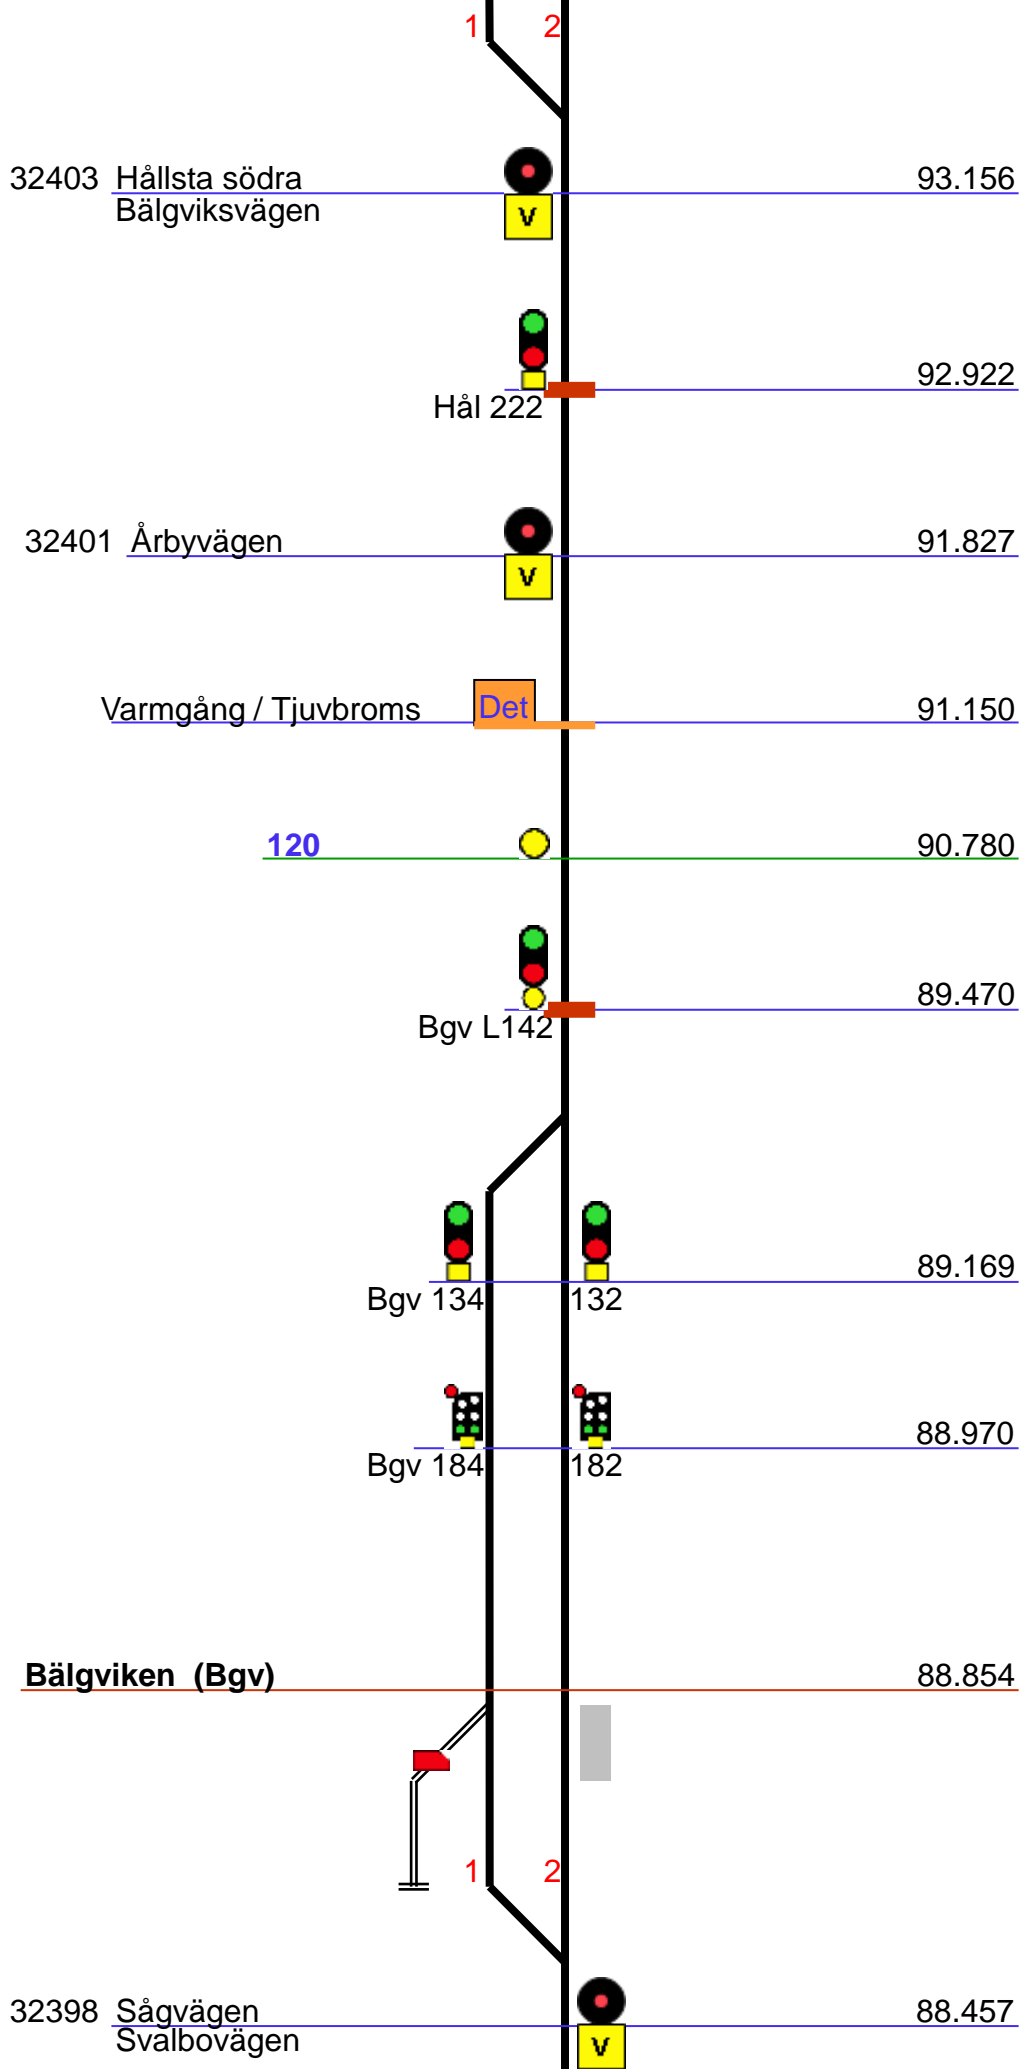 1 2
32403 Hållsta södra 93.156
Bälgviksvägen
V
92.922
Hål 222
32401 Årbyvägen 91.827
V
Varmgång / Tjuvbroms Det 91.150
120 90.780
89.470
Bgv L142
89.169
Bgv 134 132
88.970
Bgv 184 182
Bälgviken (Bgv) 88.854
1 2
32398 Sågvägen 88.457
Svalbovägen
V